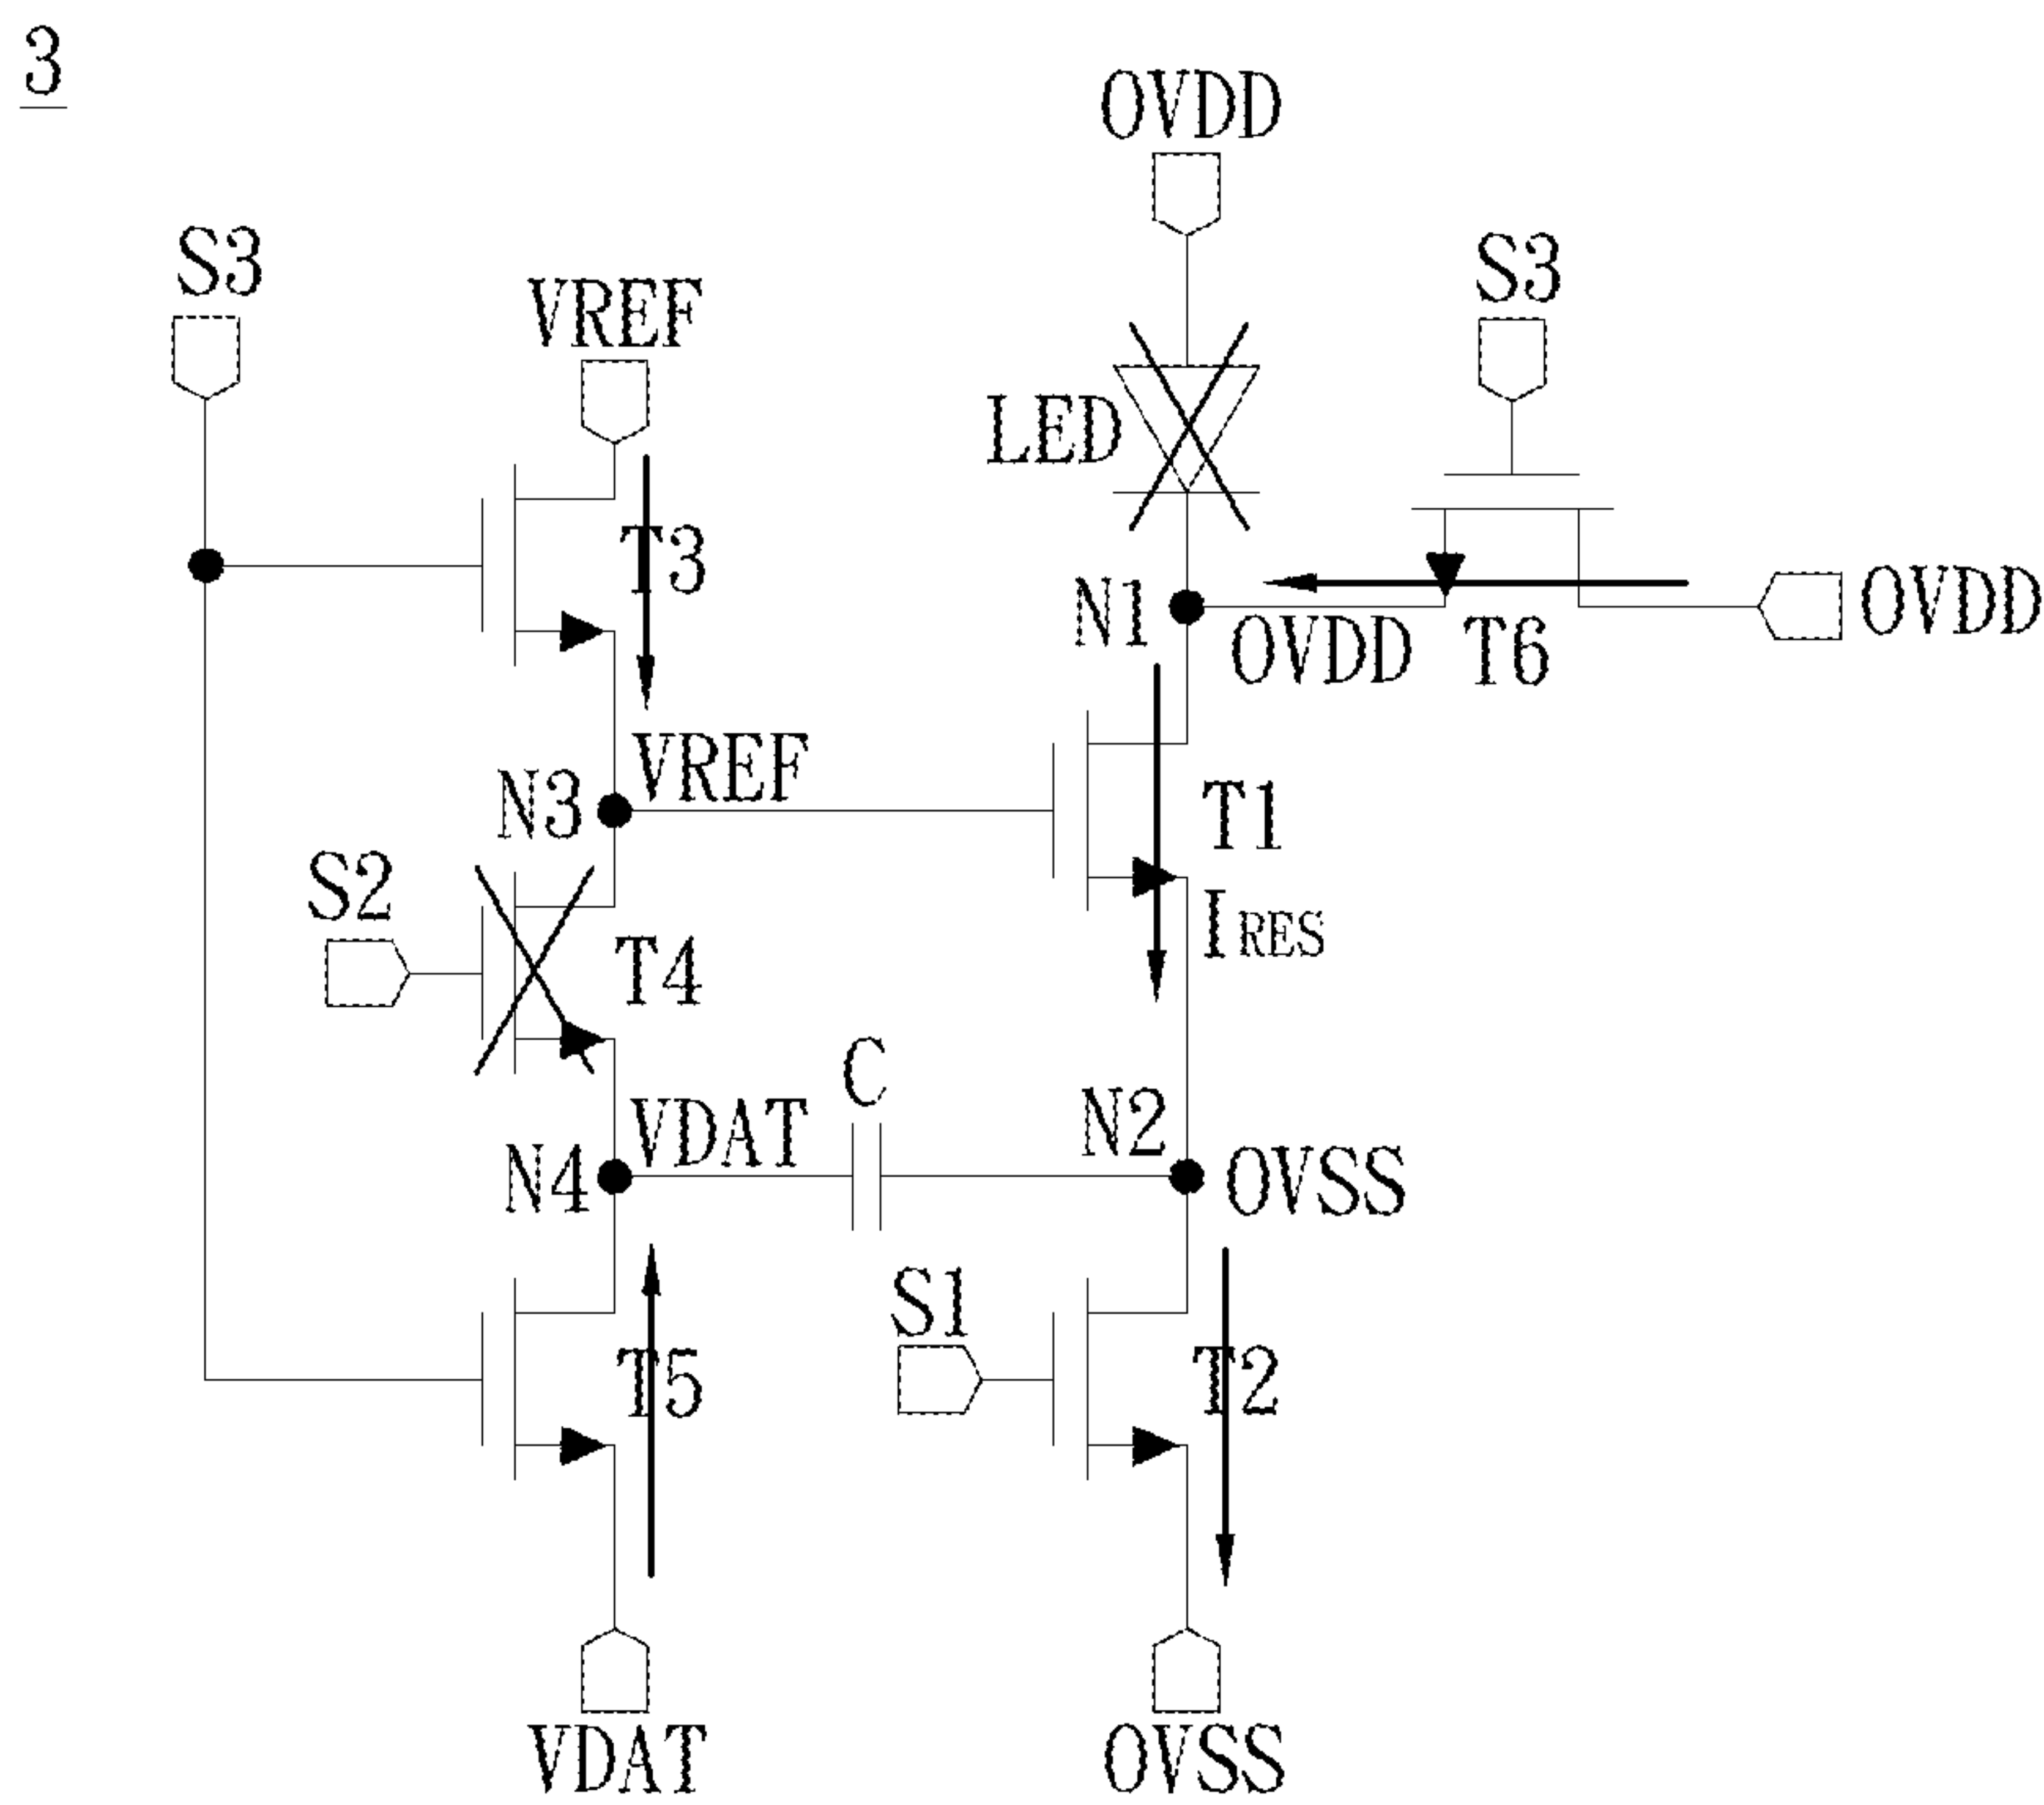 3
OVDD
S3
S3
VREF
LED
T3
N1
OVDD
T6
OVDD
VREF
N3
T1
S2
IRES
T4
C
VDAT
N2
N4
OVSS
S1
T5
T2
VDAT
OVSS